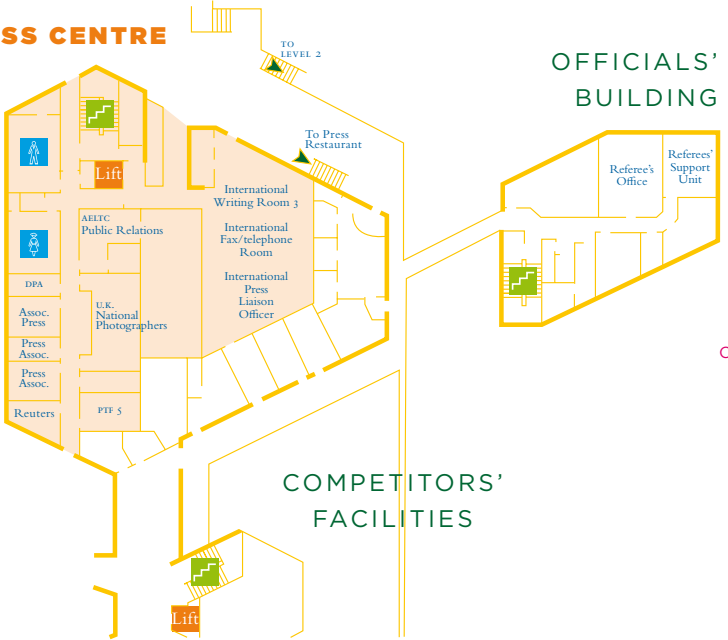 SS CENTRE
TO
LEVEL 2
OFFICIALS’
BUILDING
To Press
Restaurant
Lift
Referee's
Office
Referees'
Support
Unit
International
Writing Room 3
AELTC
Public Relations
International
Fax/telephone
Room
International
Press
Liaison
Officer
DPA
Assoc.
Press
U.K.
National
Photographers
Press
Assoc.
Press
Assoc.
Reuters
PTF 5
COMPETITORS’
FACILITIES
Lift